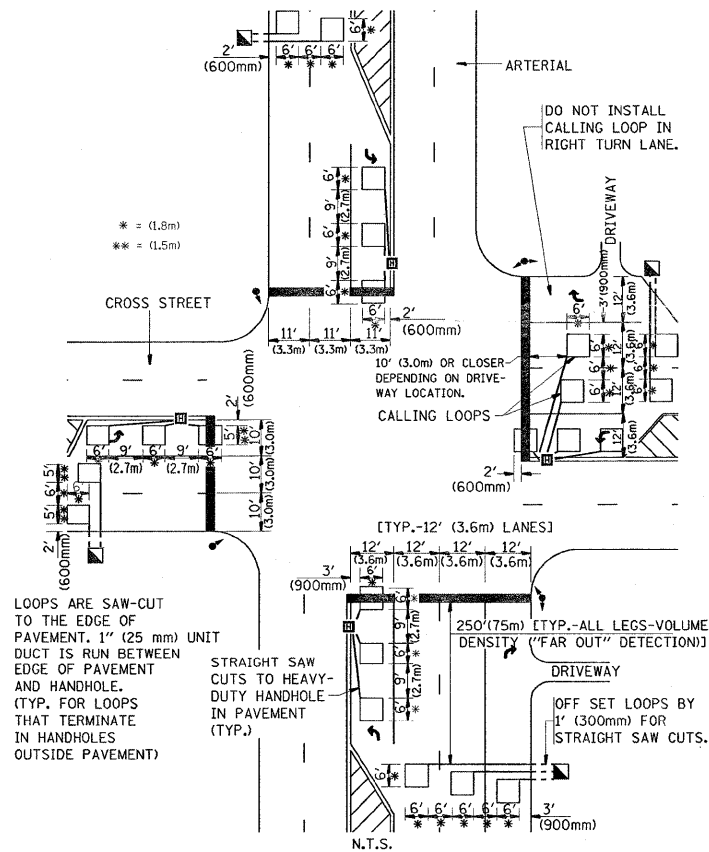 6' 6' 6'
* * *
6' *
2'
(600mm)
ARTERIAL
DO NOT INSTALL
CALLING LOOP IN
RIGHT TURN LANE.
DRIVEWAY
* = (1.8m)
** = (1.5m)
6' *
9' (2.7m)
6' *
9' (2.7m)
6' *
6'
*
2'
(600mm)
11' 11' 11'
(3.3m) (3.3m) (3.3m)
CROSS STREET
3' (900mm)
12' (3.6m)
6'
*
10' (3.0m) OR CLOSER
DEPENDING ON DRIVE-
WAY LOCATION.
CALLING LOOPS
6' * 12' (3.6m) 6' *
*
6' * 12' (3.6m) 6' *
12' (3.6m)
2'
(600mm)
2'
(600mm)
5' ** 10' (3.0m)
6' 9' 6' 9' 6'
* (2.7m) * (2.7m)
10' (3.0m)
10' (3.0m)
5' **
6' *
5' **
6'
2'
(600mm)
[TYP.-12' (3.6m) LANES]
12' 12' 12' 12'
(3.6m) (3.6m) (3.6m) (3.6m)
3'
(900mm)
6'
*
6' *
9' (2.7m)
6' *
9' (2.7m)
6' *
250'(75m) [TYP.-ALL LEGS-VOLUME
DENSITY ("FAR OUT" DETECTION)]
DRIVEWAY
LOOPS ARE SAW-CUT
TO THE EDGE OF
PAVEMENT. 1" (25 mm) UNIT
DUCT IS RUN BETWEEN
EDGE OF PAVEMENT
AND HANDHOLE.
(TYP. FOR LOOPS
THAT TERMINATE
IN HANDHOLES
OUTSIDE PAVEMENT)
STRAIGHT SAW
CUTS TO HEAVY-
DUTY HANDHOLE
IN PAVEMENT
(TYP.)
OFF SET LOOPS BY
1' (300mm) FOR
STRAIGHT SAW CUTS.
6' *
6' 6' 6' 6' 6'
* * * * *
3'
(900mm)
N.T.S.